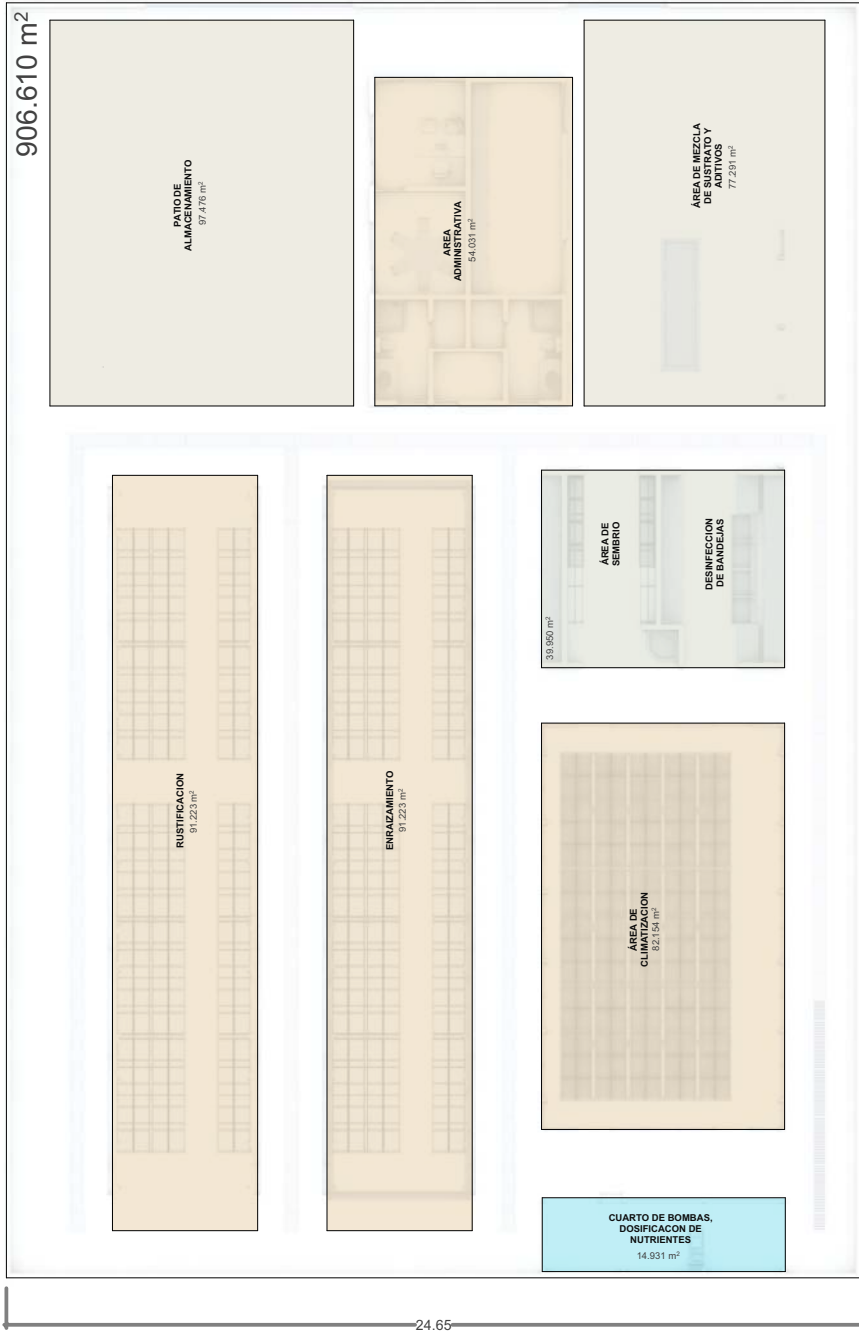 906.610 m²
PATIO DE
ALMACENAMIENTO
97.476 m²
AREA
ADMINISTRATIVA
54.031 m²
ÁREA DE MEZCLA
DE SUSTRATO Y
ADITIVOS
77.291 m²
RUSTIFICACION
91.223 m²
ENRAIZAMIENTO
91.223 m²
39.950 m²
ÁREA DE
SEMBRIO
DESINFECCION
DE BANDEJAS
ÁREA DE
CLIMATIZACION
82.154 m²
CUARTO DE BOMBAS,
DOSIFICACON DE
NUTRIENTES
14.931 m²
24.65